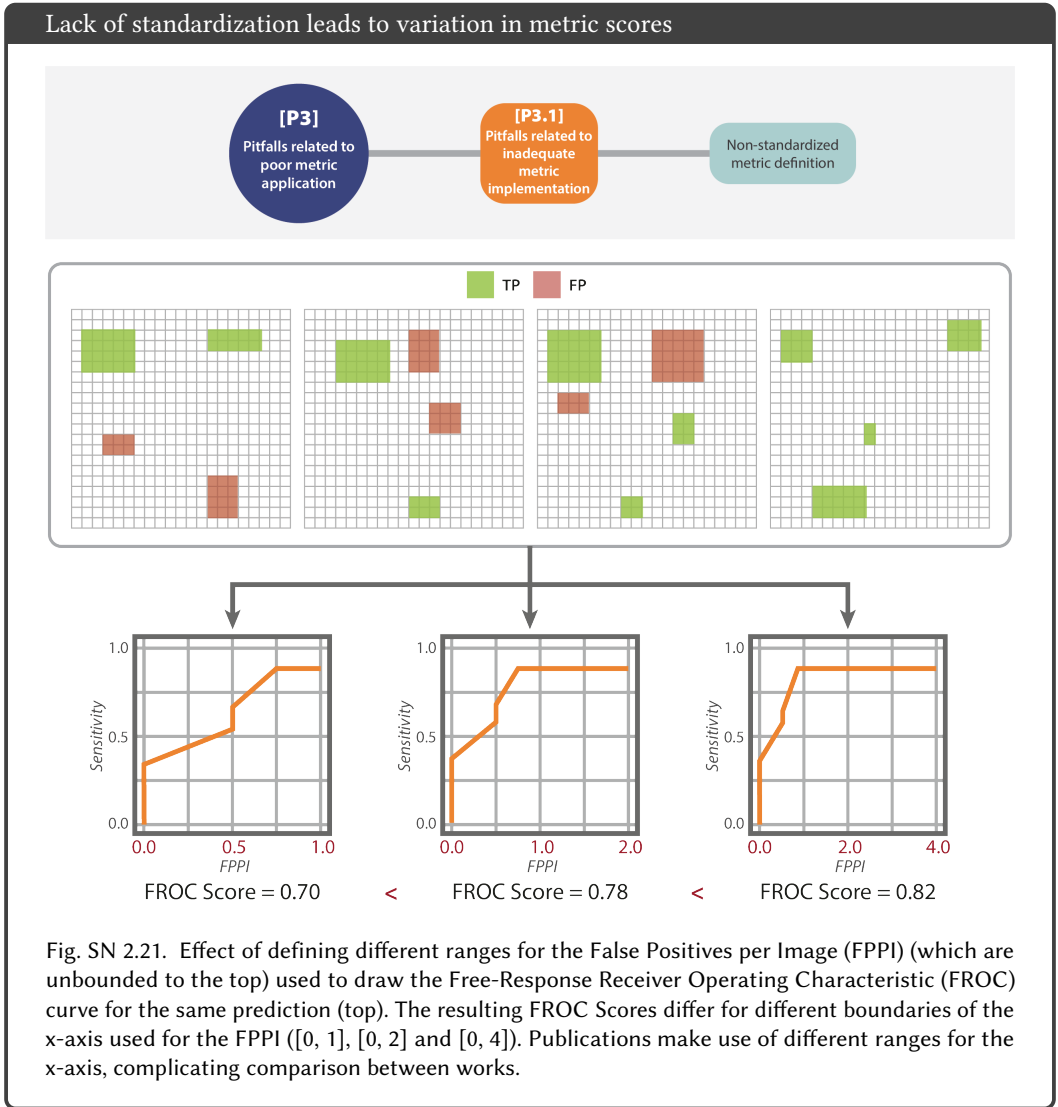 Lack of standardization leads to variation in metric scores
[P3]
Pitfalls related to
poor metric
application
[P3.1]
Pitfalls related to
inadequate
metric
implementation
Non-standardized
metric definition
TP
FP
1.0
0.5
0.0
Sensitivity
0.0 0.5 1.0
FPPI
FROC Score = 0.70
<
1.0
0.5
0.0
Sensitivity
0.0 1.0 2.0
FPPI
FROC Score = 0.78
<
1.0
0.5
0.0
Sensitivity
0.0 2.0 4.0
FPPI
FROC Score = 0.82
Fig. SN 2.21. Effect of defining different ranges for the False Positives per Image (FPPI) (which are
unbounded to the top) used to draw the Free-Response Receiver Operating Characteristic (FROC)
curve for the same prediction (top). The resulting FROC Scores differ for different boundaries of the
x-axis used for the FPPI ([0, 1], [0, 2] and [0, 4]). Publications make use of different ranges for the
x-axis, complicating comparison between works.